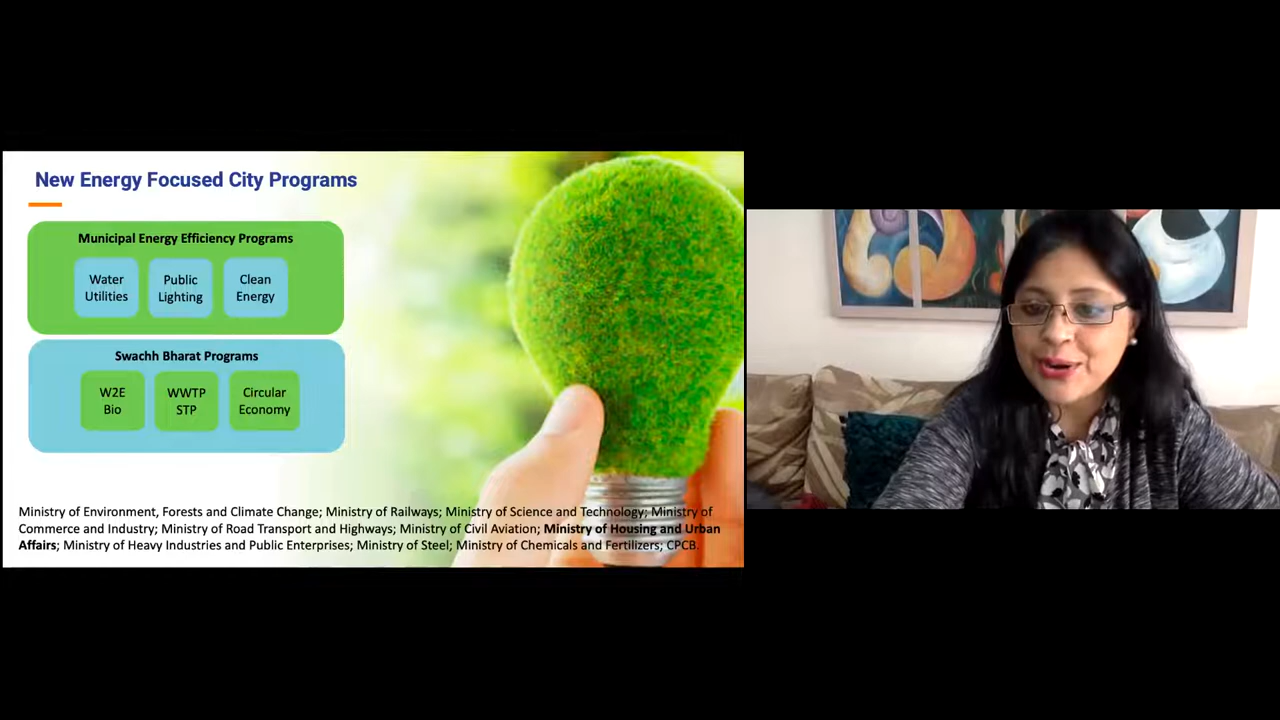 New Energy Focused City Programs
Municipal Energy Efficiency Programs
Water
Utilities
Public
Lighting
Clean
Energy
Swachh Bharat Programs
W2E
Bio
WWTP
STP
Circular
Economy
Ministry of Environment, Forests and Climate Change; Ministry of Railways; Ministry of Science and Technology; Ministry of
Commerce and Industry; Ministry of Road Transport and Highways; Ministry of Civil Aviation; Ministry of Housing and Urban
Affairs; Ministry of Heavy Industries and Public Enterprises; Ministry of Steel; Ministry of Chemicals and Fertilizers; CPCB.